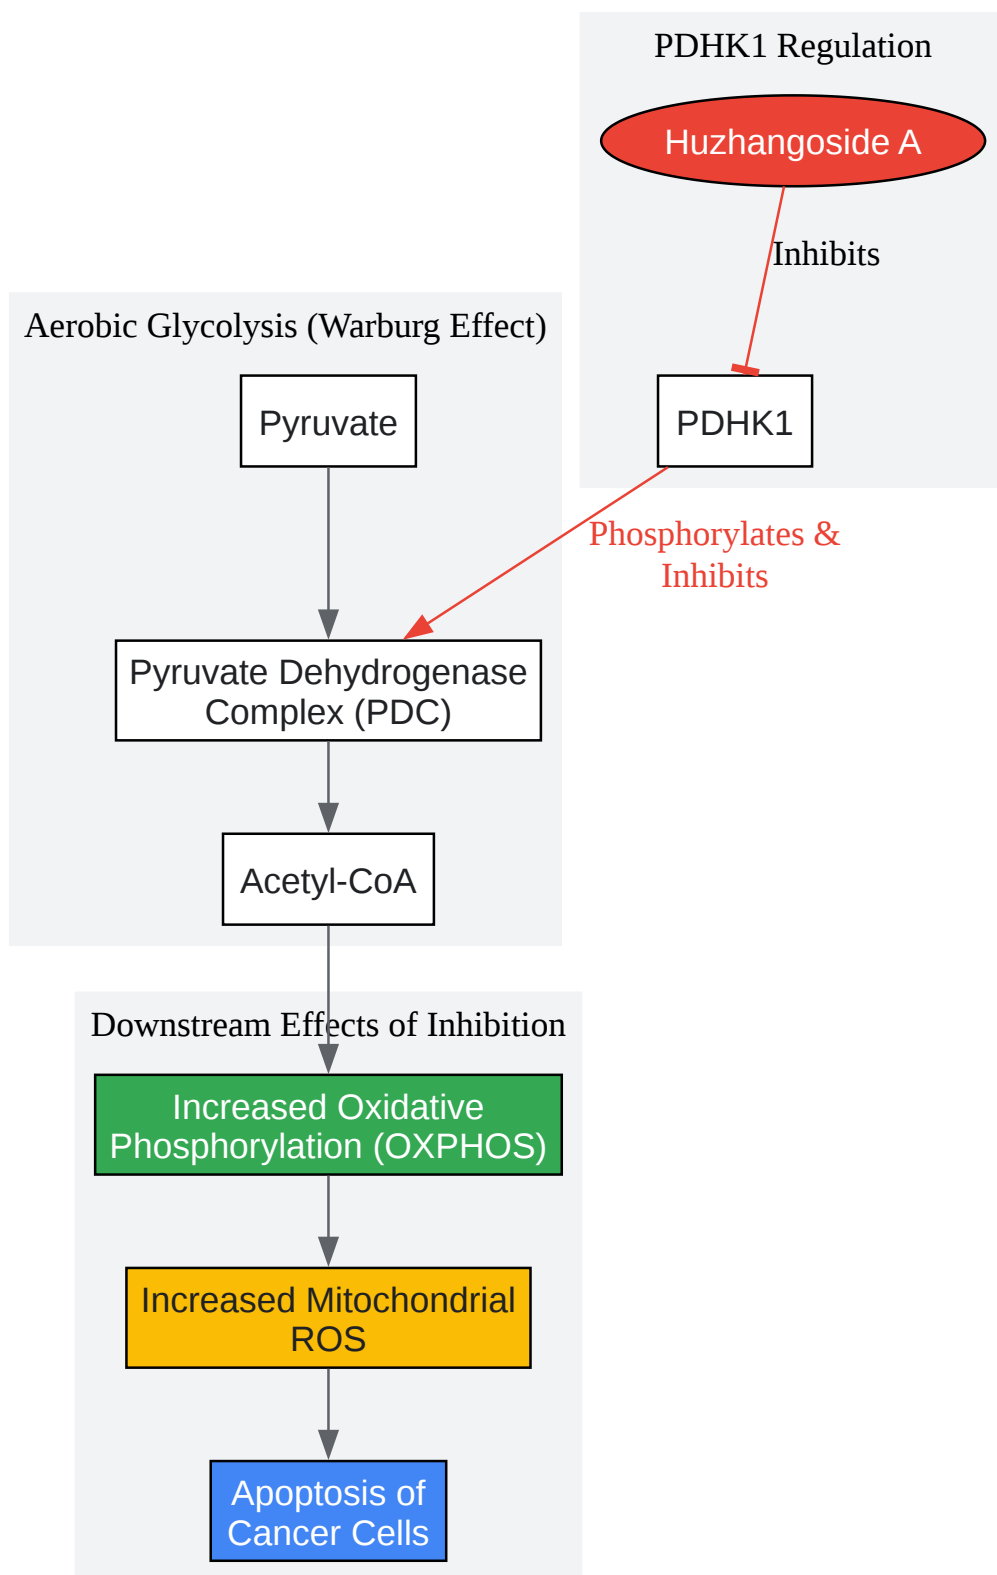 PDHK1 Regulation
Huzhangoside A
Inhibits
Aerobic Glycolysis (Warburg Effect)
Pyruvate
PDHK1
Phosphorylates &
Inhibits
Pyruvate Dehydrogenase
Complex (PDC)
Acetyl-CoA
Downstream Effects of Inhibition
Increased Oxidative
Phosphorylation (OXPHOS)
Increased Mitochondrial
ROS
Apoptosis of
Cancer Cells